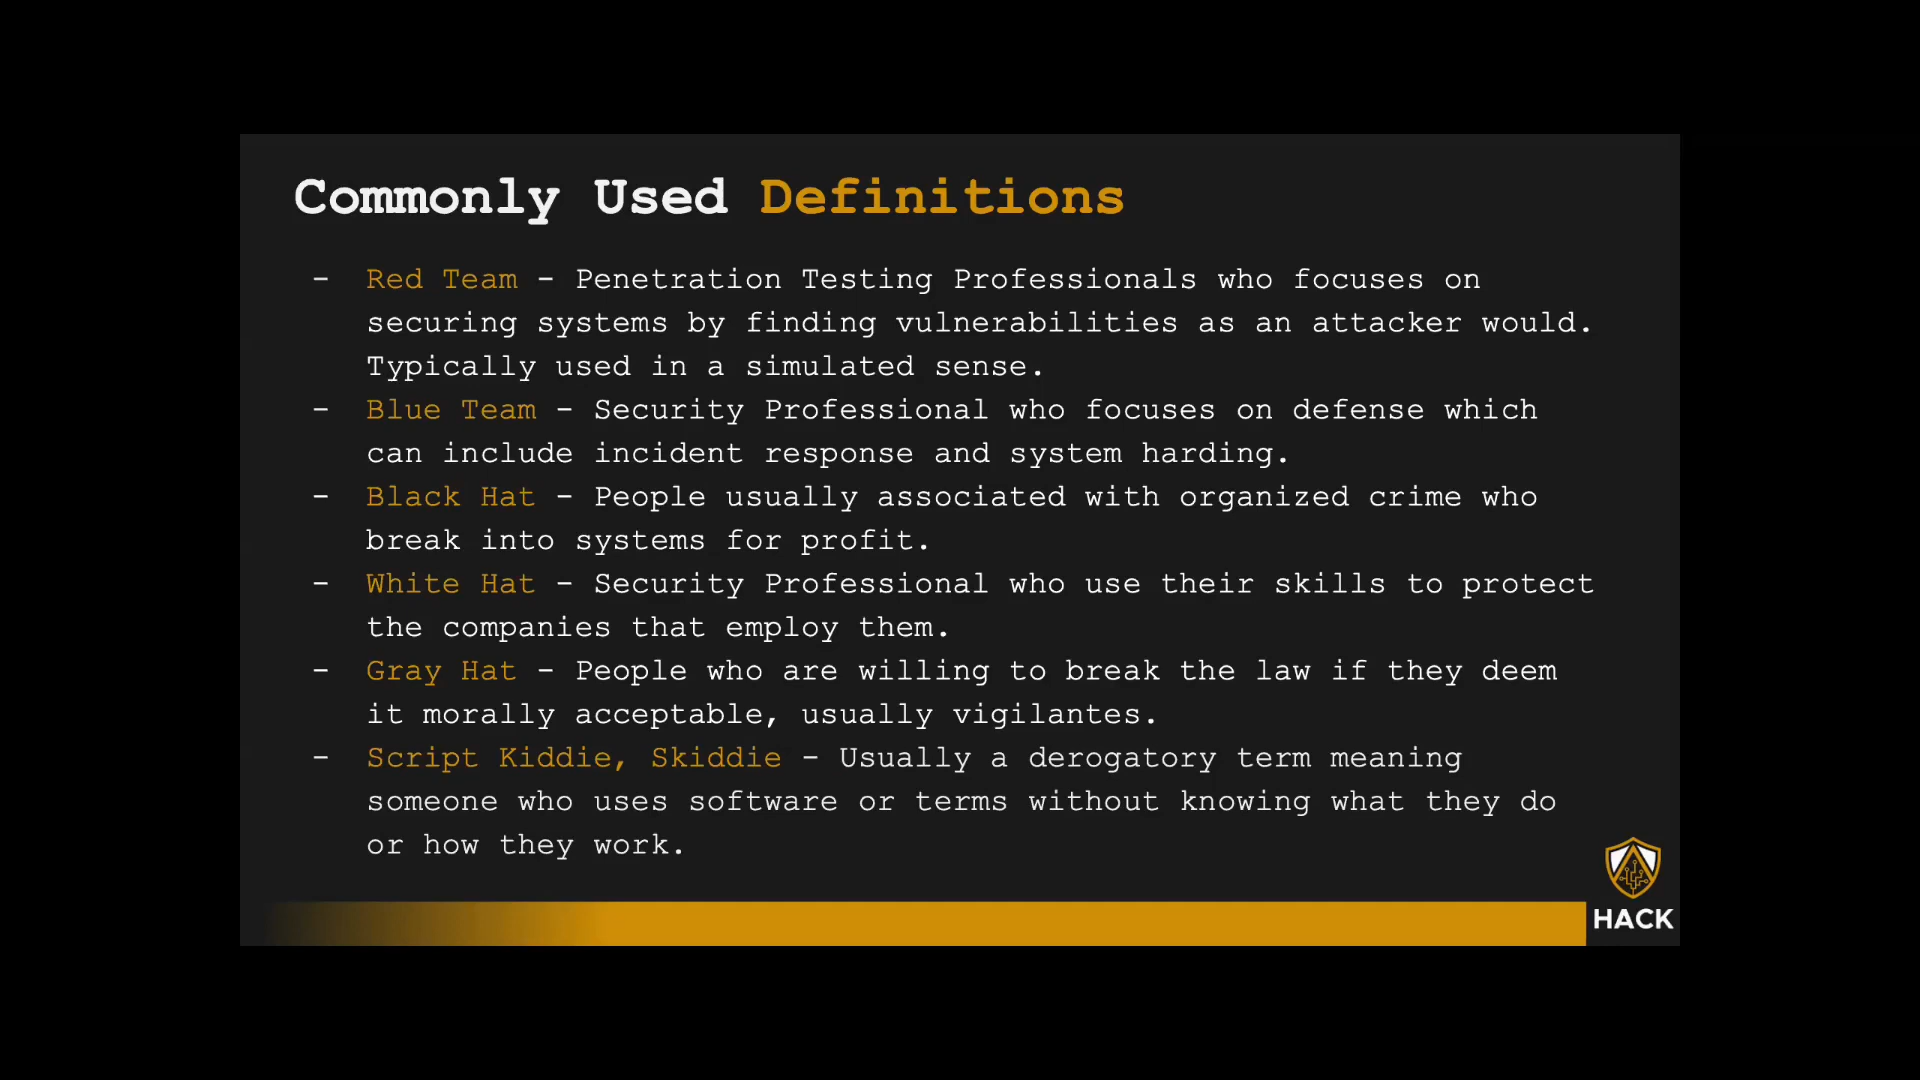 Commonly Used Definitions
- Red Team - Penetration Testing Professionals who focuses on
securing systems by finding vulnerabilities as an attacker would.
Typically used in a simulated sense.
- Blue Team - Security Professional who focuses on defense which
can include incident response and system harding.
- Black Hat - People usually associated with organized crime who
break into systems for profit.
- White Hat - Security Professional who use their skills to protect
the companies that employ them.
- Gray Hat - People who are willing to break the law if they deem
it morally acceptable, usually vigilantes.
- Script Kiddie, Skiddie - Usually a derogatory term meaning
someone who uses software or terms without knowing what they do
or how they work.
HACK